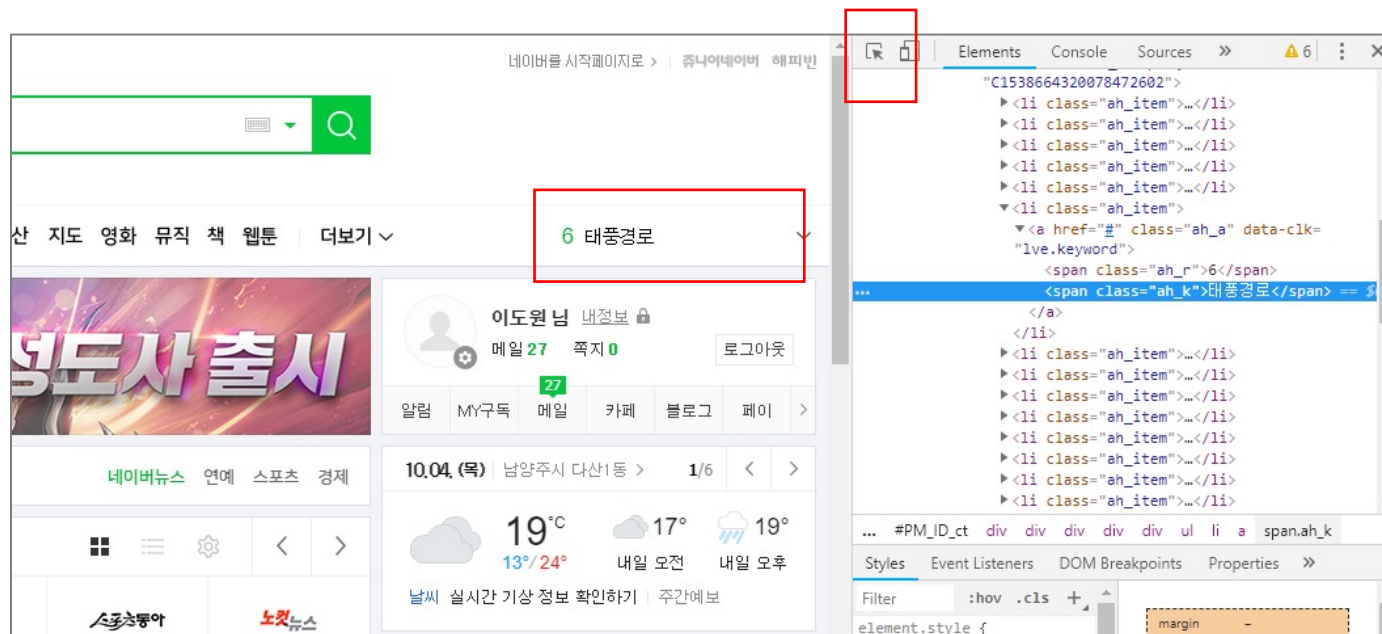 네이버를 시작페이지로 > 쥬니어네이버 해피빈
산 지도 영화 뮤직 책 웹툰 더보기
6 태풍경로
성도사 출시
이도원 님 내정보
메일 27 쪽지 0 로그아웃
27
알림 MY구독 메일 카페 블로그 페이 >
네이버뉴스 연예 스포츠 경제
10.04. (목) 남양주시 다산1동 > 1/6 < >
19°C 17° 19°
13°/24° 내일 오전 내일 오후
날씨 실시간 기상 정보 확인하기 주간예보
스포츠동아 노컷뉴스
Elements Console Sources » 6
"C1538664320078472602">
▶<li class="ah_item">…</li>
▶<li class="ah_item">…</li>
▶<li class="ah_item">…</li>
▶<li class="ah_item">…</li>
▶<li class="ah_item">…</li>
▼<li class="ah_item">
▼<a href="#" class="ah_a" data-clk=
"lve.keyword">
<span class="ah_r">6</span>
… <span class="ah_k">태풍경로</span> ==
</a>
</li>
▶<li class="ah_item">…</li>
▶<li class="ah_item">…</li>
▶<li class="ah_item">…</li>
▶<li class="ah_item">…</li>
▶<li class="ah_item">…</li>
▶<li class="ah_item">…</li>
▶<li class="ah_item">…</li>
▶<li class="ah_item">…</li>
... #PM_ID_ct div div div div div ul li a span.ah_k
Styles Event Listeners DOM Breakpoints Properties »
Filter :hov .cls +
element.style {
margin -